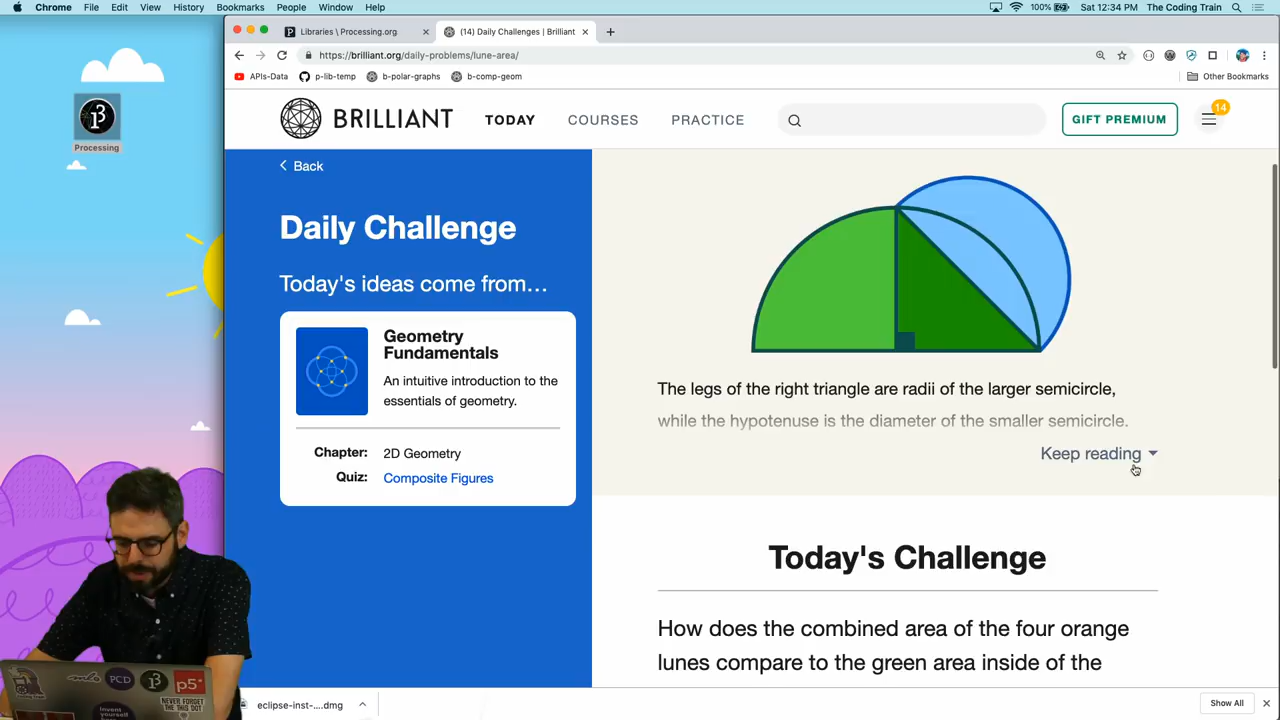 Chrome File Edit View History Bookmarks People Window Help
100% Sat 12:34 PM The Coding Train
Libraries \ Processing.org
(14) Daily Challenges | Brilliant
https://brilliant.org/daily-problems/lune-area/
APIs-Data p-lib-temp b-polar-graphs b-comp-geom Other Bookmarks
Processing
BRILLIANT TODAY COURSES PRACTICE GIFT PREMIUM 14
Back
Daily Challenge
Today's ideas come from...
Geometry
Fundamentals
An intuitive introduction to the
essentials of geometry.
Chapter: 2D Geometry
Quiz: Composite Figures
The legs of the right triangle are radii of the larger semicircle,
while the hypotenuse is the diameter of the smaller semicircle.
Keep reading
Today's Challenge
How does the combined area of the four orange
lunes compare to the green area inside of the
eclipse-inst-....dmg
Show All
PCD
p5*
NEVER FORGET